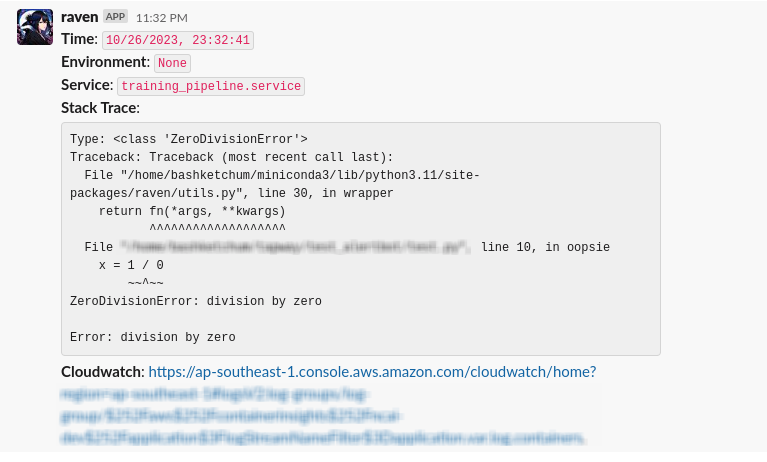 raven APP 11:32 PM
Time: 10/26/2023, 23:32:41
Environment: None
Service: training_pipeline.service
Stack Trace:
Type: <class 'ZeroDivisionError'>
Traceback: Traceback (most recent call last):
  File "/home/bashketchum/miniconda3/lib/python3.11/site-
packages/raven/utils.py", line 30, in wrapper
    return fn(*args, **kwargs)
           ^^^^^^^^^^^^^^^^^^^
  File line 10, in oopsie
    x = 1 / 0
        ~~^~~
ZeroDivisionError: division by zero

Error: division by zero
Cloudwatch: https://ap-southeast-1.console.aws.amazon.com/cloudwatch/home?